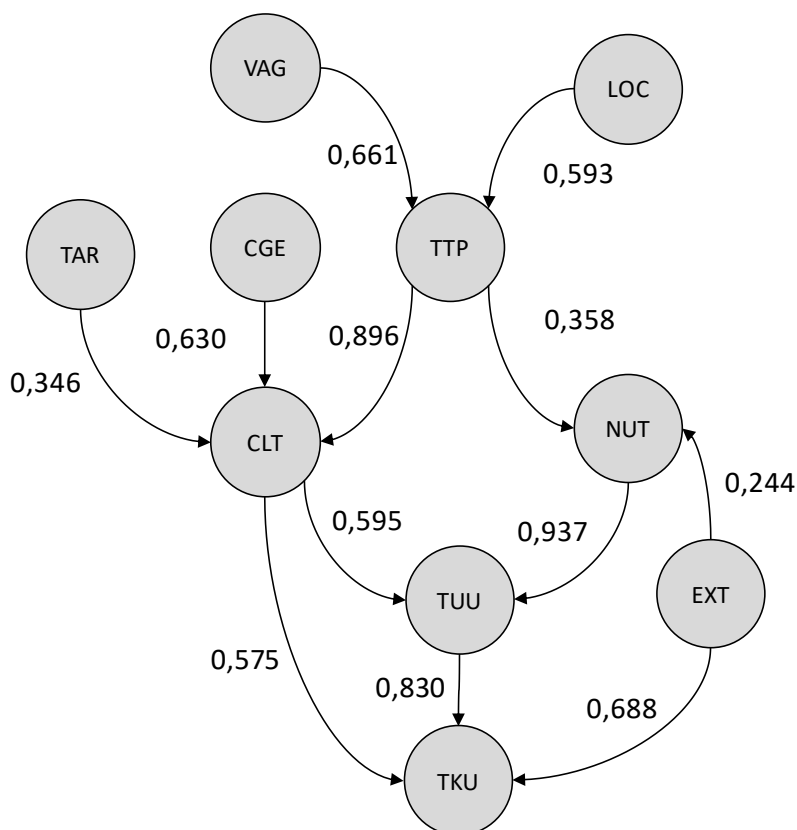 VAG
LOC
0,661
0,593
TAR
CGE
TTP
0,630
0,896
0,358
0,346
CLT
NUT
0,244
0,595
0,937
TUU
EXT
0,575
0,830
0,688
TKU